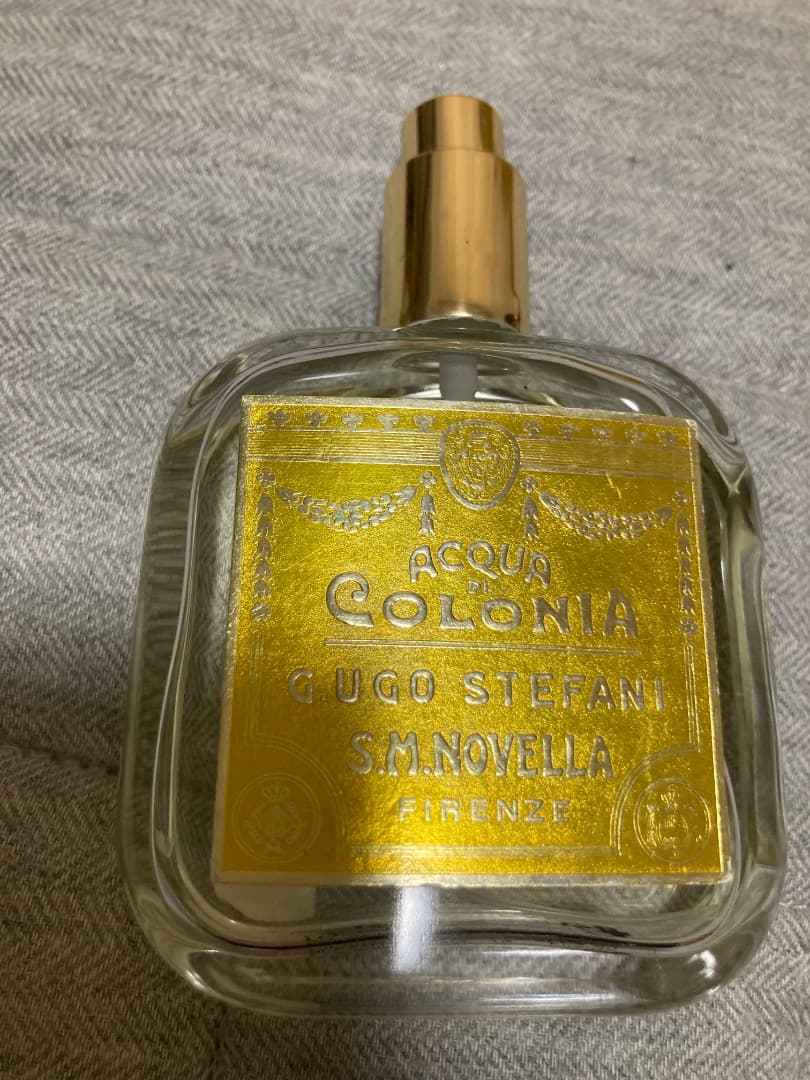 ACQUA
DI
COLONIA
G. UGO STEFANI
S.M.NOVELLA
FIRENZE